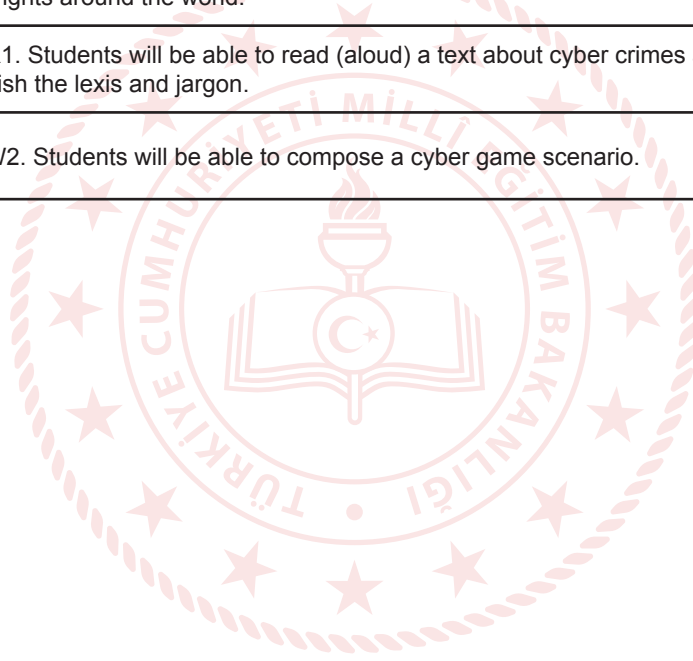 rights around the world.
1. Students will be able to read (aloud) a text about cyber crimes
ish the lexis and jargon.
/2. Students will be able to compose a cyber game scenario.
TÜRKİYE CUMHURİYETİ MİLLÎ EĞİTİM BAKANLIĞI